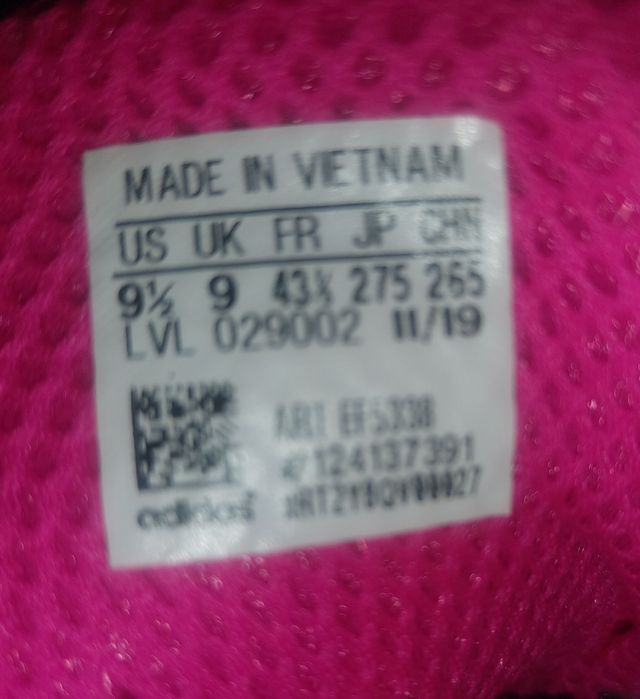 MADE IN VIETNAM
US UK FR JP CHN
9½ 9 43⅓ 275 265
LVL 029002 11/19
ART EF5338
124137391
adidas